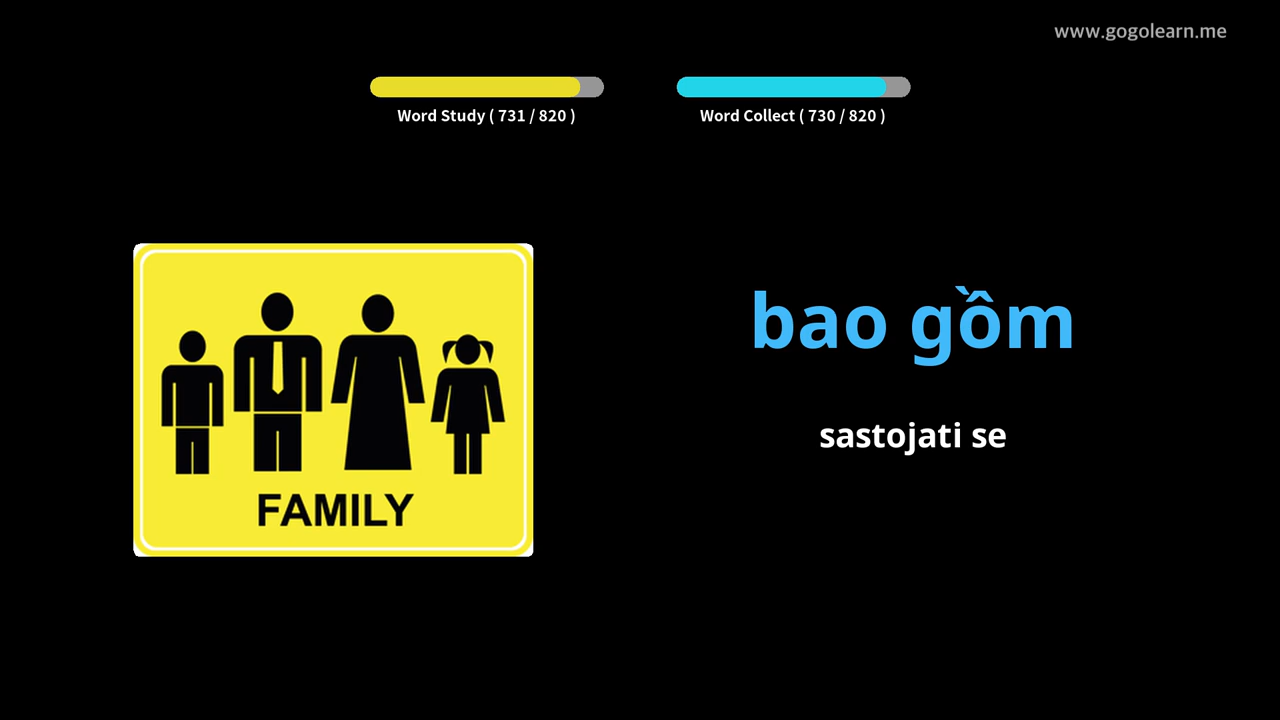 www.gogolearn.me
Word Study ( 731 / 820 )
Word Collect ( 730 / 820 )
bao gồm
sastojati se
FAMILY